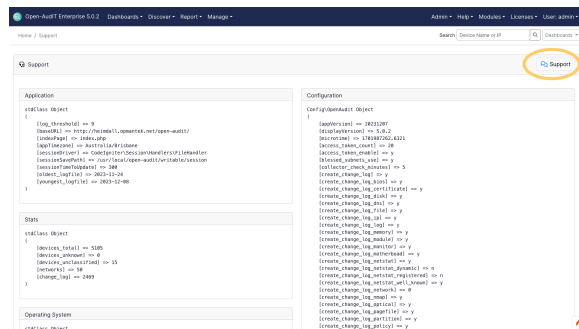 Open-AudIT Enterprise 5.0.2 Dashboards Discover Report Manage Admin Help Modules Licenses User: admin
Home / Support Search Device Name or IP Dashboards
Support Support
Application
stdClass Object
(
[log_threshold] => 9
[baseURL] => http://heimdall.opmantek.net/open-audit/
[indexPage] => index.php
[appTimezone] => Australia/Brisbane
[sessionDriver] => CodeIgniter\Session\Handlers\FileHandler
[sessionSavePath] => /usr/local/open-audit/writable/session
[sessionTimeToUpdate] => 300
[oldest_logfile] => 2023-11-24
[youngest_logfile] => 2023-12-08
)
Stats
stdClass Object
(
[devices_total] => 5105
[devices_unknown] => 0
[devices_unclassified] => 15
[networks] => 50
[change_log] => 2469
)
Operating System
stdClass Object
Configuration
Config\OpenAudit Object
(
[appVersion] => 20231207
[displayVersion] => 5.0.2
[microtime] => 1701987262.6321
[access_token_count] => 20
[access_token_enable] => y
[blessed_subnets_use] => y
[collector_check_minutes] => 5
[create_change_log] => y
[create_change_log_bios] => y
[create_change_log_certificate] => y
[create_change_log_disk] => y
[create_change_log_dns] => y
[create_change_log_file] => y
[create_change_log_ip] => y
[create_change_log_log] => y
[create_change_log_memory] => y
[create_change_log_module] => y
[create_change_log_monitor] => y
[create_change_log_motherboard] => y
[create_change_log_netstat] => y
[create_change_log_netstat_dynamic] => n
[create_change_log_netstat_registered] => n
[create_change_log_netstat_well_known] => y
[create_change_log_network] => 0
[create_change_log_nmap] => y
[create_change_log_optical] => y
[create_change_log_pagefile] => y
[create_change_log_partition] => y
[create_change_log_policy] => y